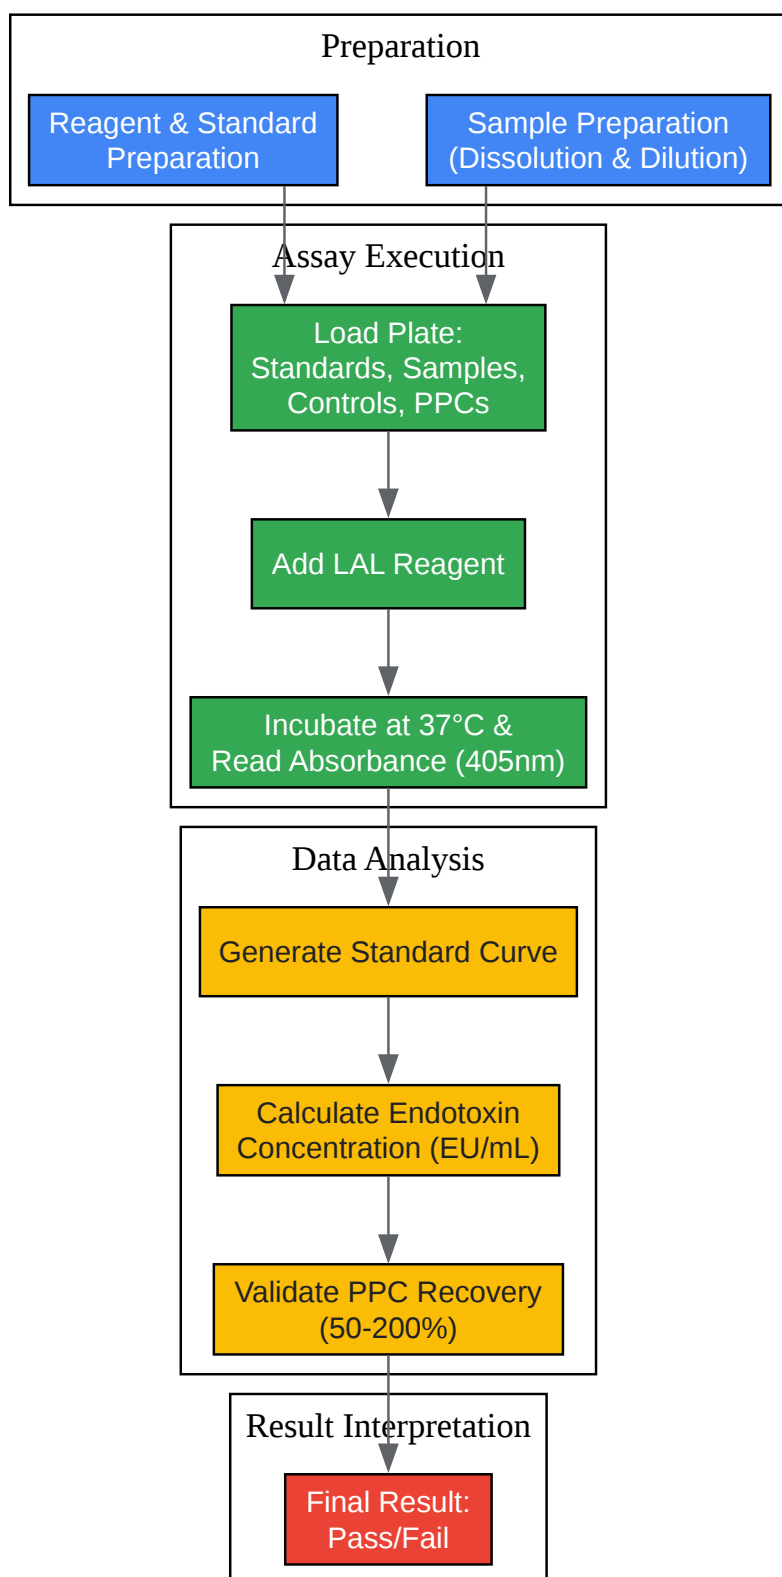 Preparation
Reagent & Standard
Preparation
Sample Preparation
(Dissolution & Dilution)
Assay Execution
Load Plate:
Standards, Samples,
Controls, PPCs
Add LAL Reagent
Incubate at 37°C &
Read Absorbance (405nm)
Data Analysis
Generate Standard Curve
Calculate Endotoxin
Concentration (EU/mL)
Validate PPC Recovery
(50-200%)
Result Interpretation
Final Result:
Pass/Fail